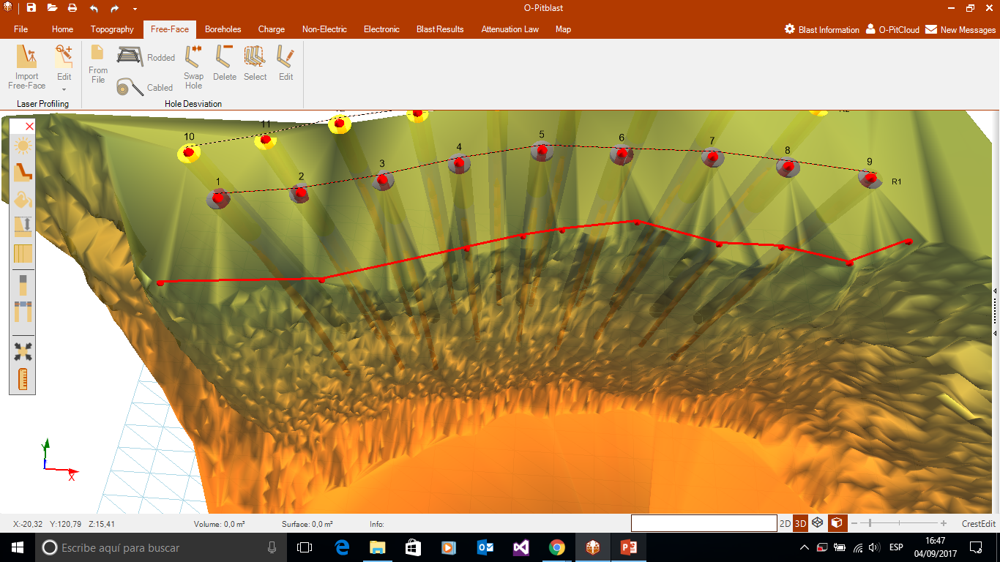 O-Pitblast
File Home Topography Free-Face Boreholes Charge Non-Electric Electronic Blast Results Attenuation Law Map Blast Information O-PitCloud New Messages
Import Free-Face
Edit
From File
Rodded
Cabled
Swap Hole
Delete
Select
Edit
Laser Profiling
Hole Desviation
10
11
1
2
3
4
5
6
7
8
9
R1
Y
X
X:-20,32 Y:120,79 Z:15,41 Volume: 0,0 m³ Surface: 0,0 m² Info: 2D 3D CrestEdit
Escribe aquí para buscar
ESP
16:47
04/09/2017